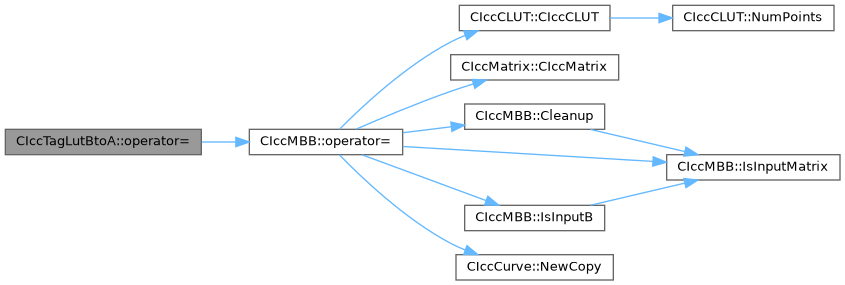 CIccTagLutBtoA::operator=
CIccMBB::operator=
CIccCLUT::CIccCLUT
CIccCLUT::NumPoints
CIccMatrix::CIccMatrix
CIccMBB::Cleanup
CIccMBB::IsInputMatrix
CIccMBB::IsInputB
CIccCurve::NewCopy